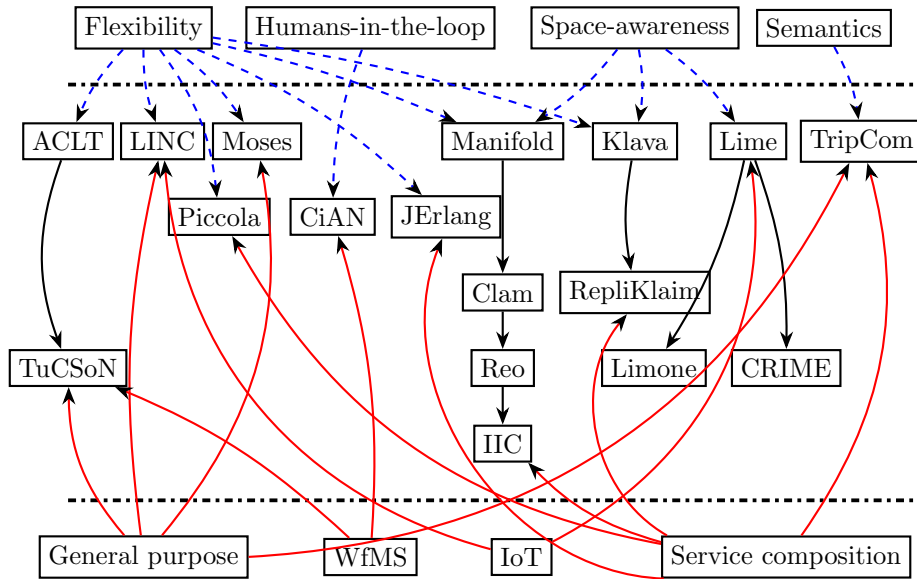 Flexibility
Humans-in-the-loop
Space-awareness
Semantics
ACLT
LINC
Moses
Manifold
Klava
Lime
TripCom
Piccola
CiAN
JErlang
Clam
RepliKlaim
TuCSoN
Reo
Limone
CRIME
IIC
General purpose
WfMS
IoT
Service composition